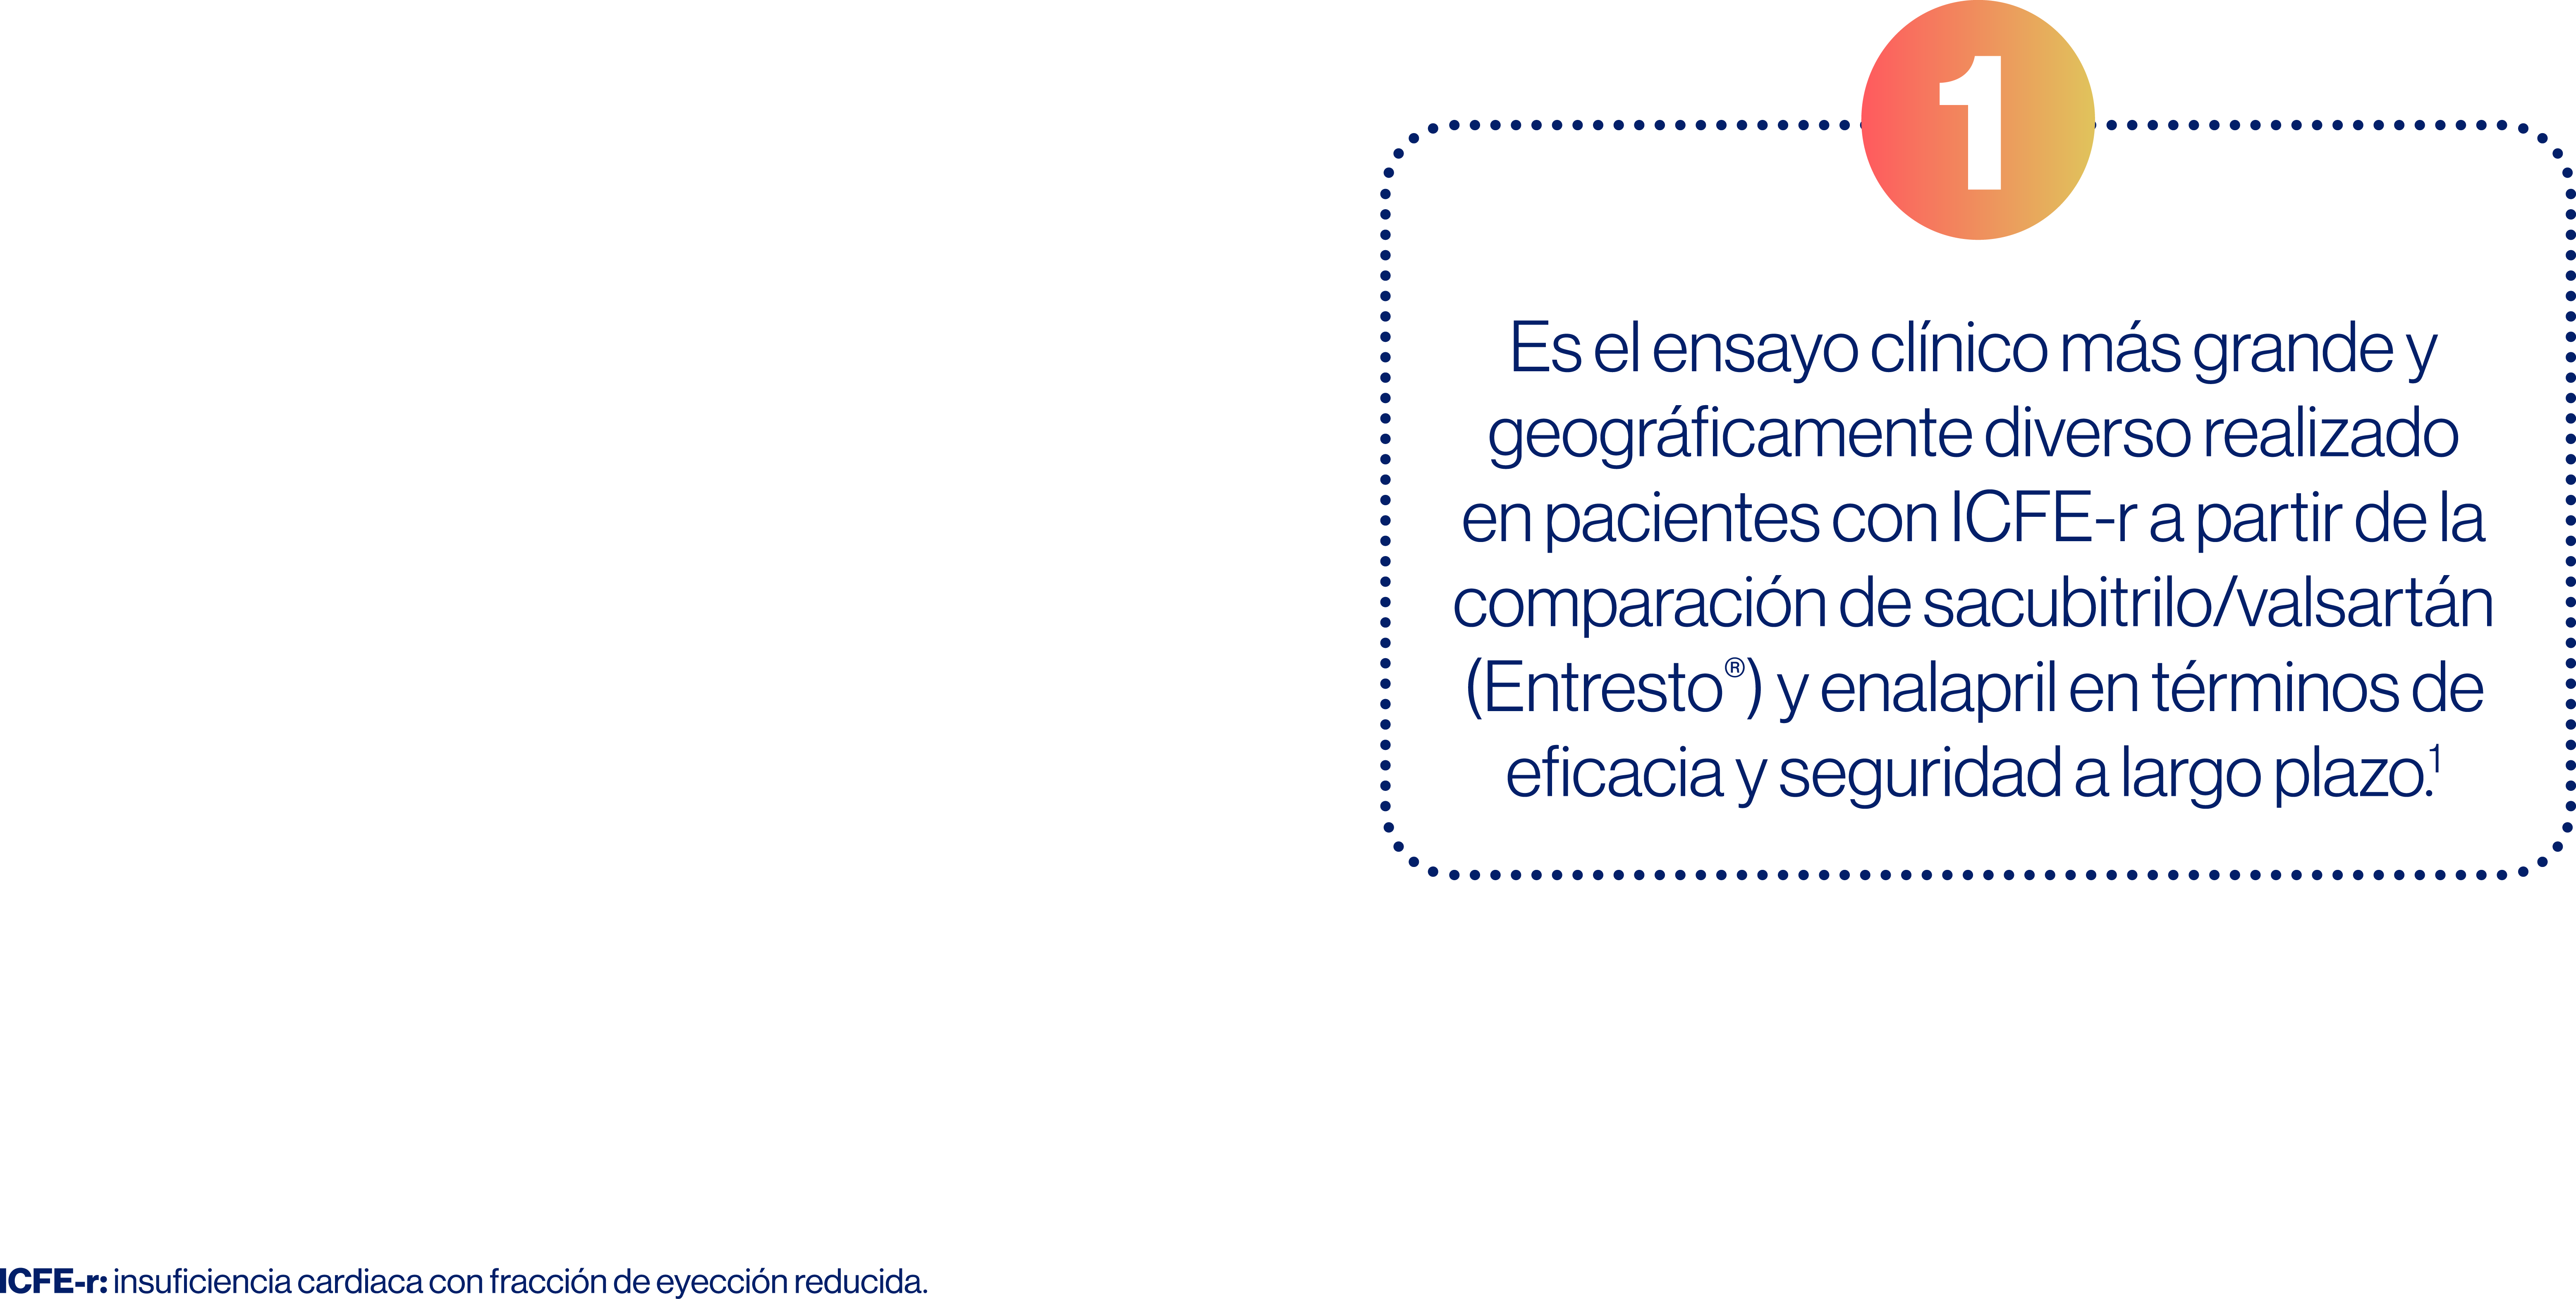 1
Es el ensayo clínico más grande y
geográficamente diverso realizado
en pacientes con ICFE-r a partir de la
comparación de sacubitrilo/valsartán
(Entresto®) y enalapril en términos de
eficacia y seguridad a largo plazo.¹
ICFE-r: insuficiencia cardiaca con fracción de eyección reducida.